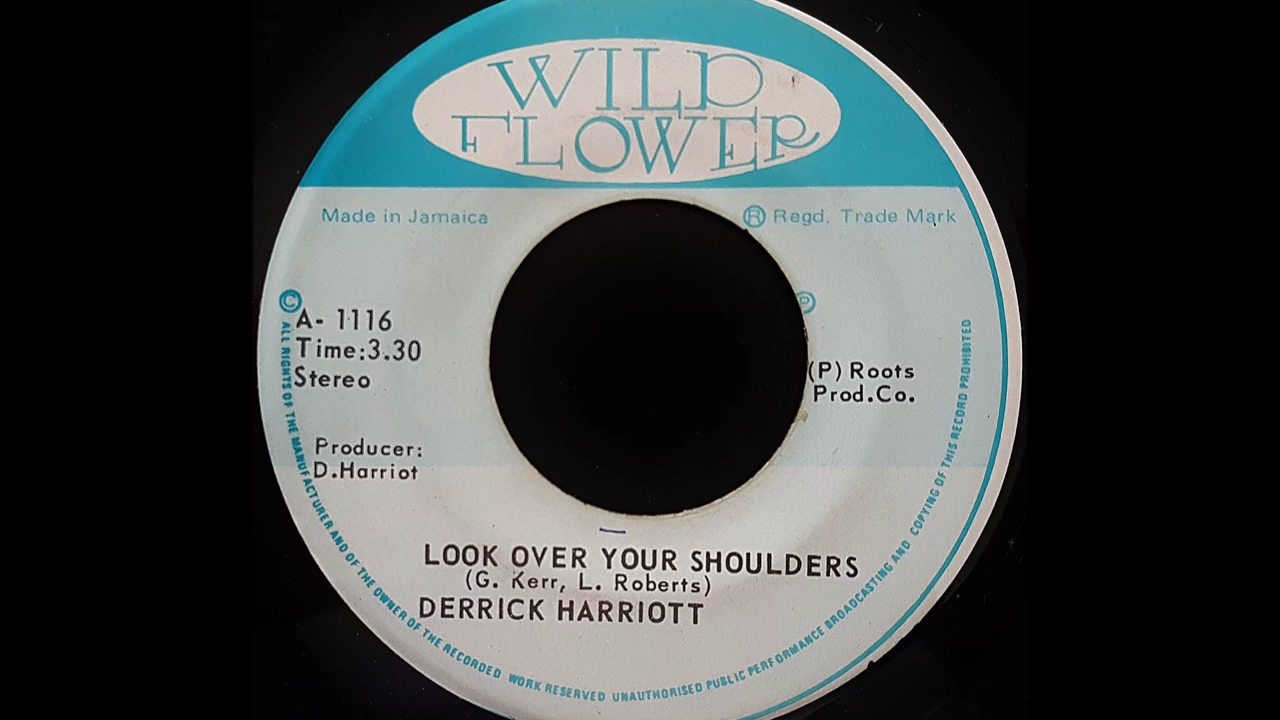 WILD
FLOWER
Made in Jamaica
® Regd. Trade Mark
©
A- 1116
Time:3.30
Stereo
℗
(P) Roots
Prod.Co.
Producer:
D.Harriot
LOOK OVER YOUR SHOULDERS
(G. Kerr, L. Roberts)
DERRICK HARRIOTT
ALL RIGHTS OF THE MANUFACTURER AND OF THE OWNER OF THE RECORDED WORK RESERVED UNAUTHORISED PUBLIC PERFORMANCE BROADCASTING AND COPYING OF THIS RECORD PROHIBITED